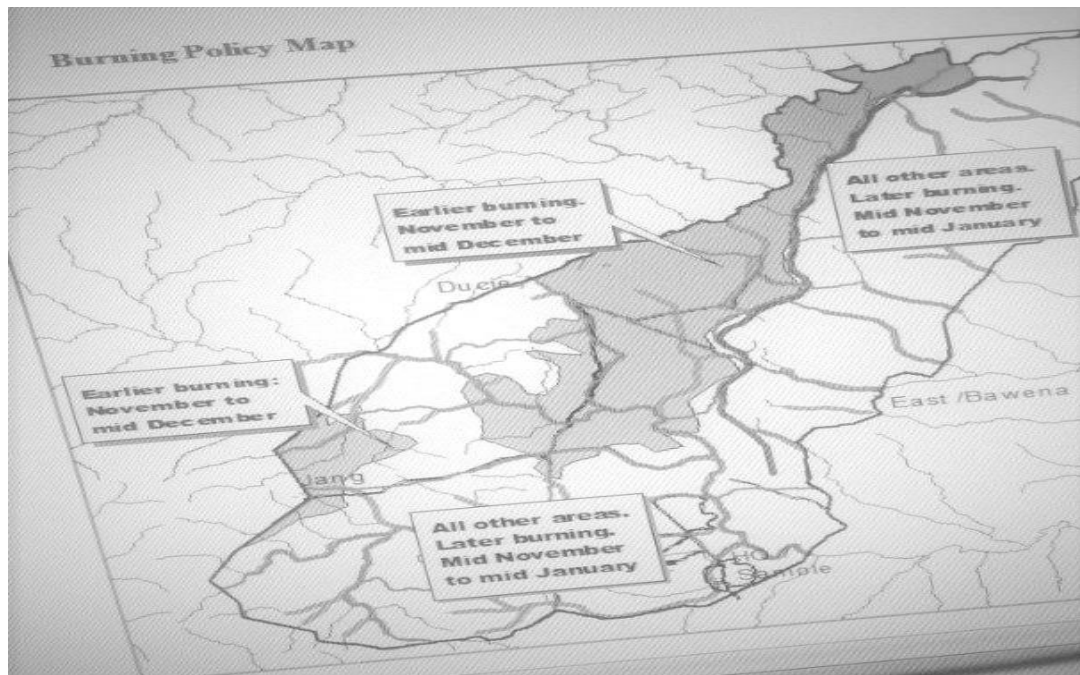 Burning Policy Map
All other areas.
Later burning.
Mid November
to mid January
Earlier burning.
November to
mid December
Ducie
Earlier burning:
November to
mid December
East /Bawena
Jang
All other areas.
Later burning.
Mid November
to mid January
HQ
Sample